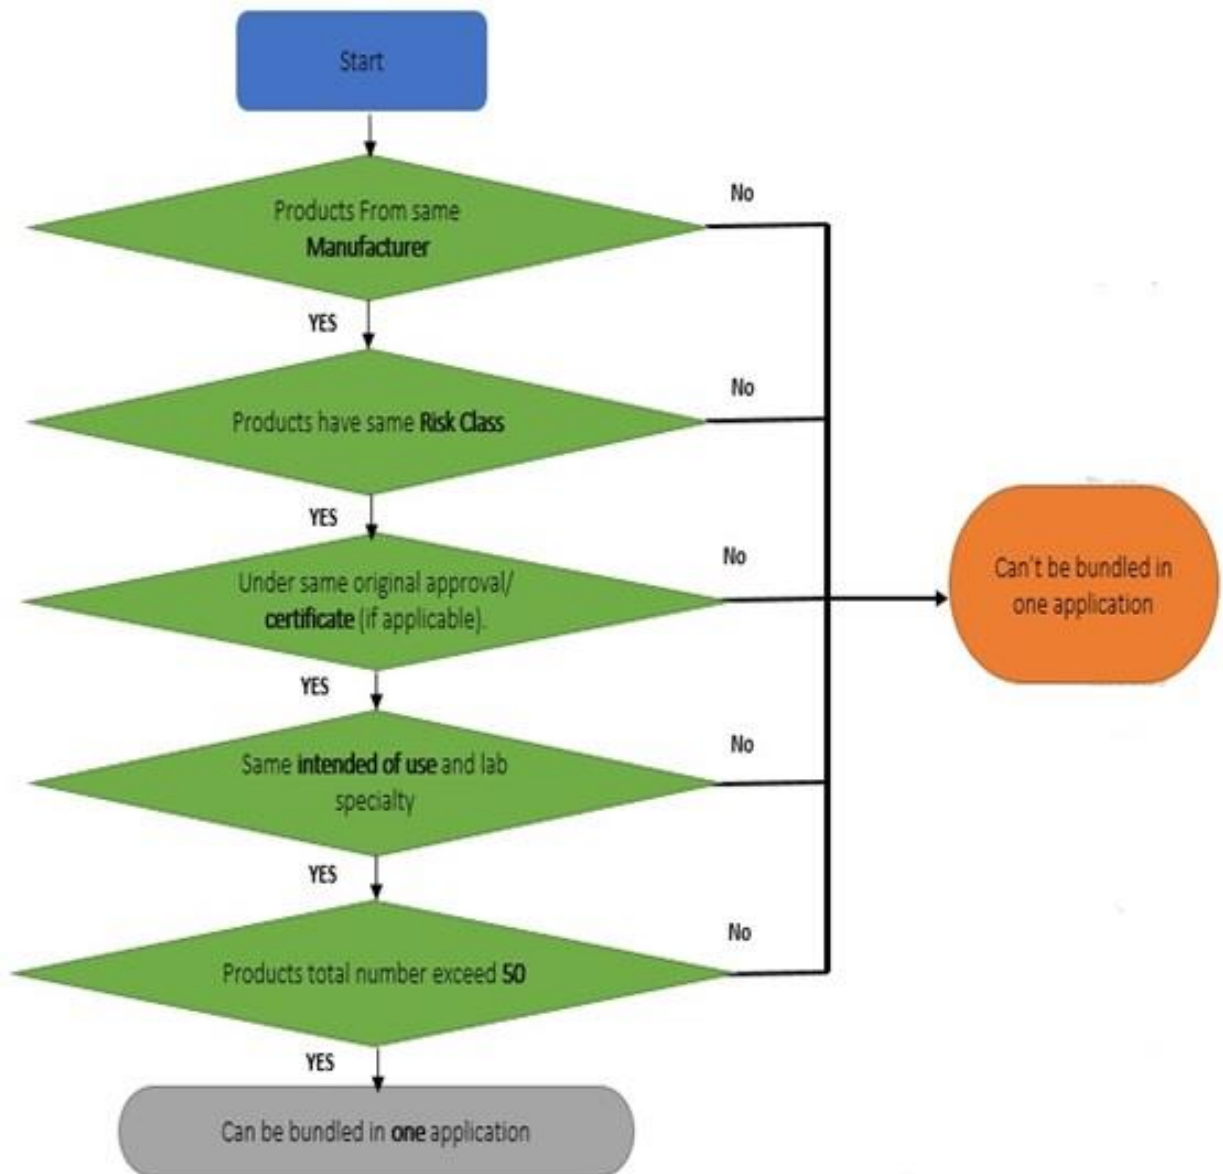 Start
Products From same
Manufacturer
No
YES
Products have same Risk Class
No
YES
Under same original approval/
certificate (if applicable).
No
Can't be bundled in
one application
YES
Same intended of use and lab
specialty
No
YES
Products total number exceed 50
No
YES
Can be bundled in one application